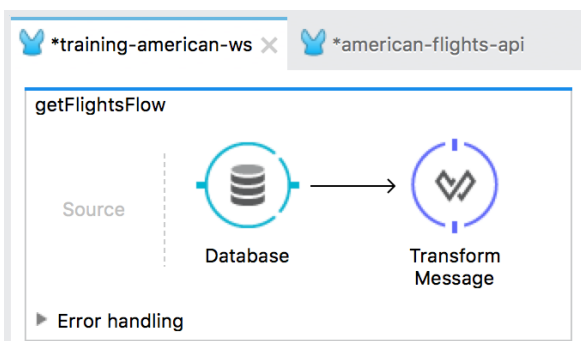 *training-american-ws
*american-flights-api
getFlightsFlow
Source
Database
Transform
Message
Error handling